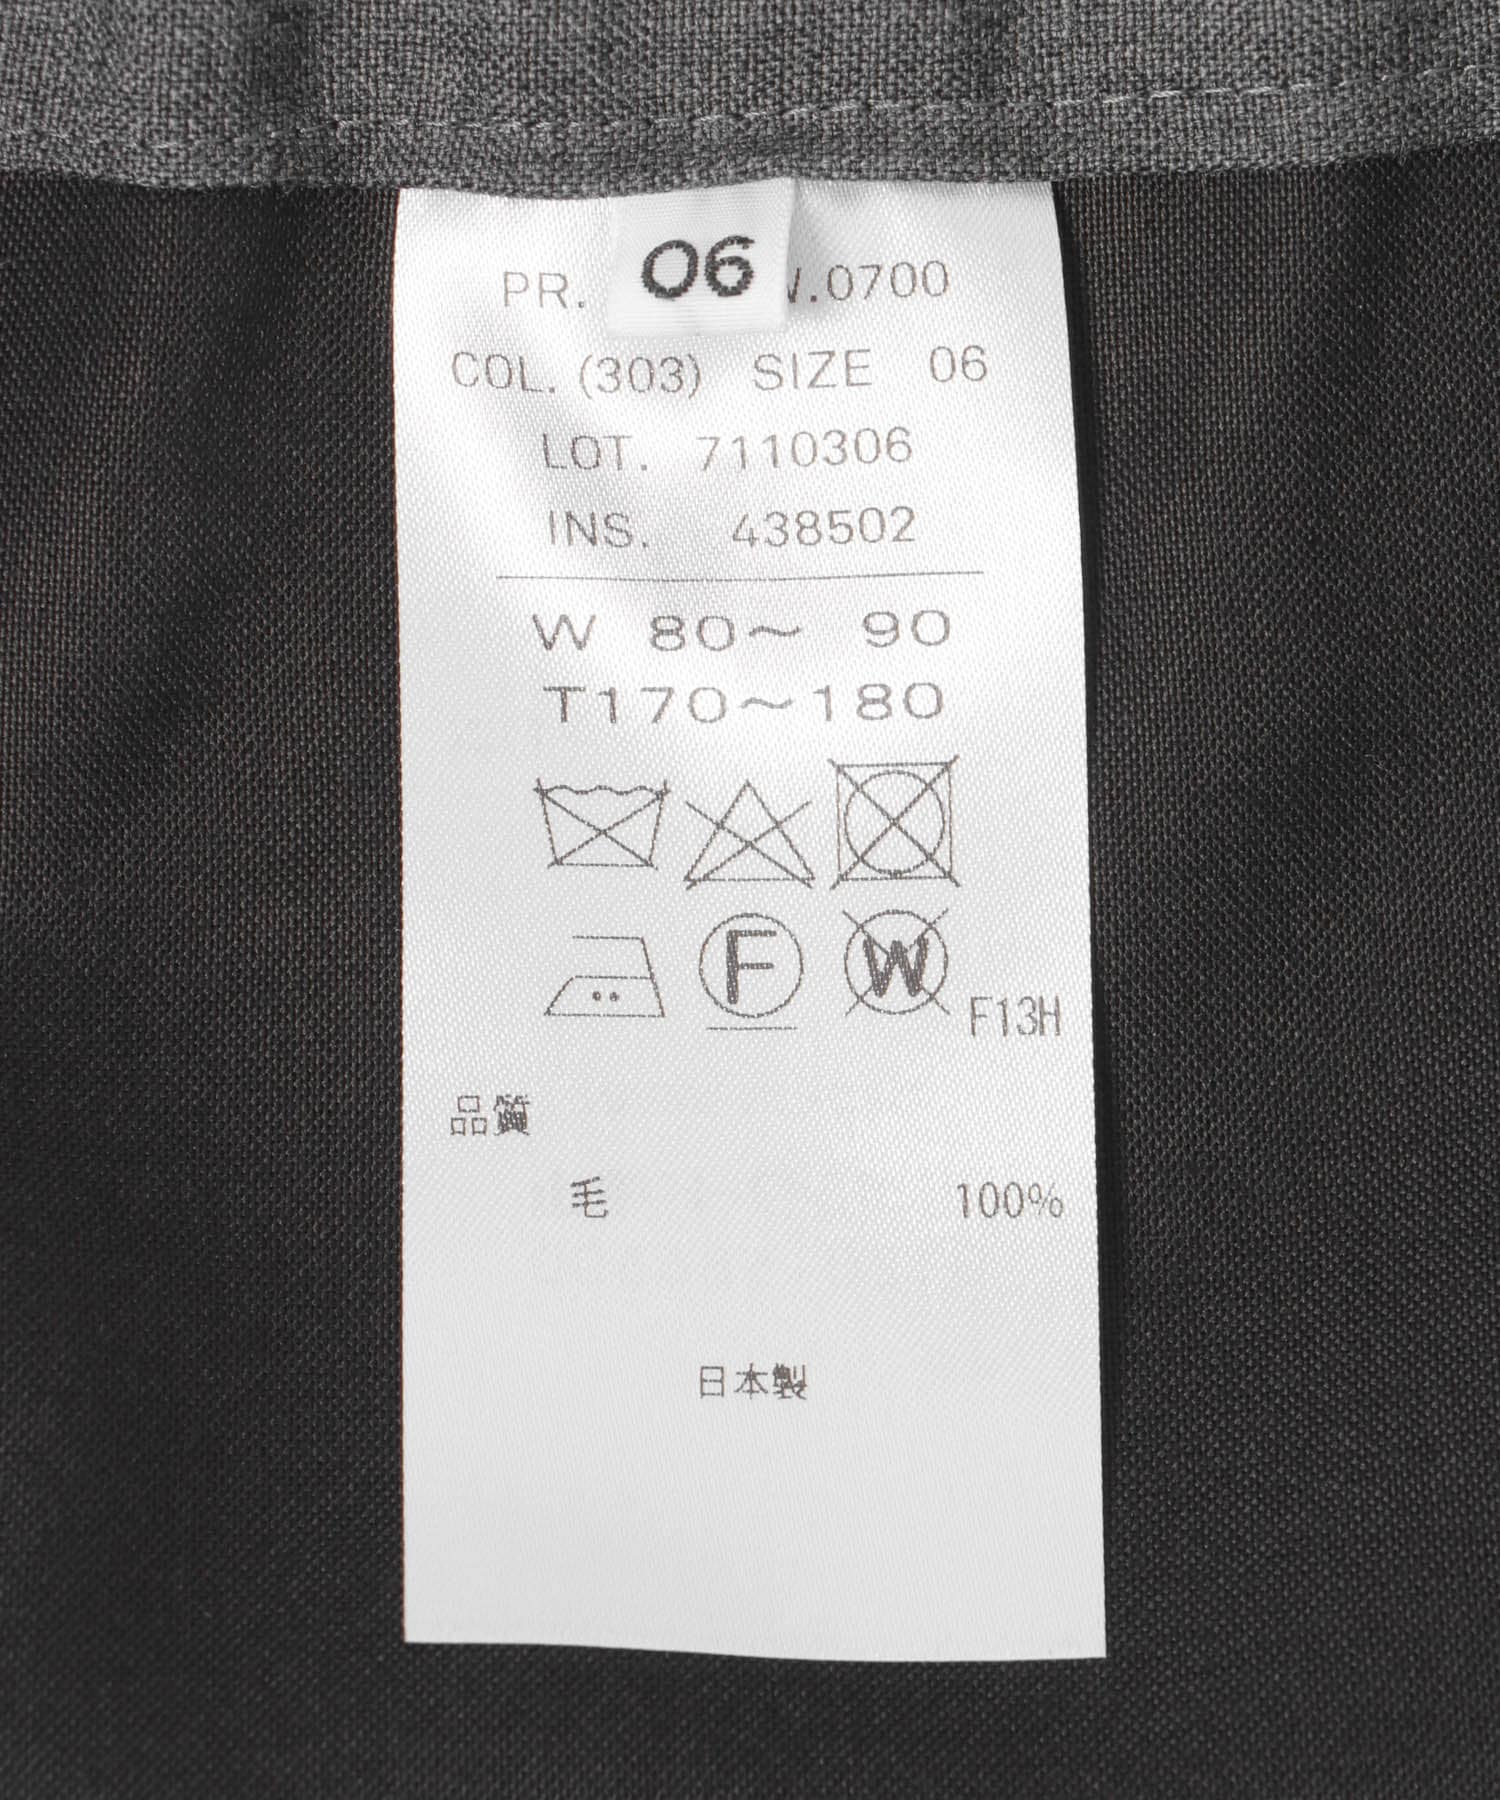 06
PR. .0700
COL. (303) SIZE 06
LOT. 7110306
INS. 438502
W 80～ 90
T170～180
F W F13H
品質
毛 100%
日本製